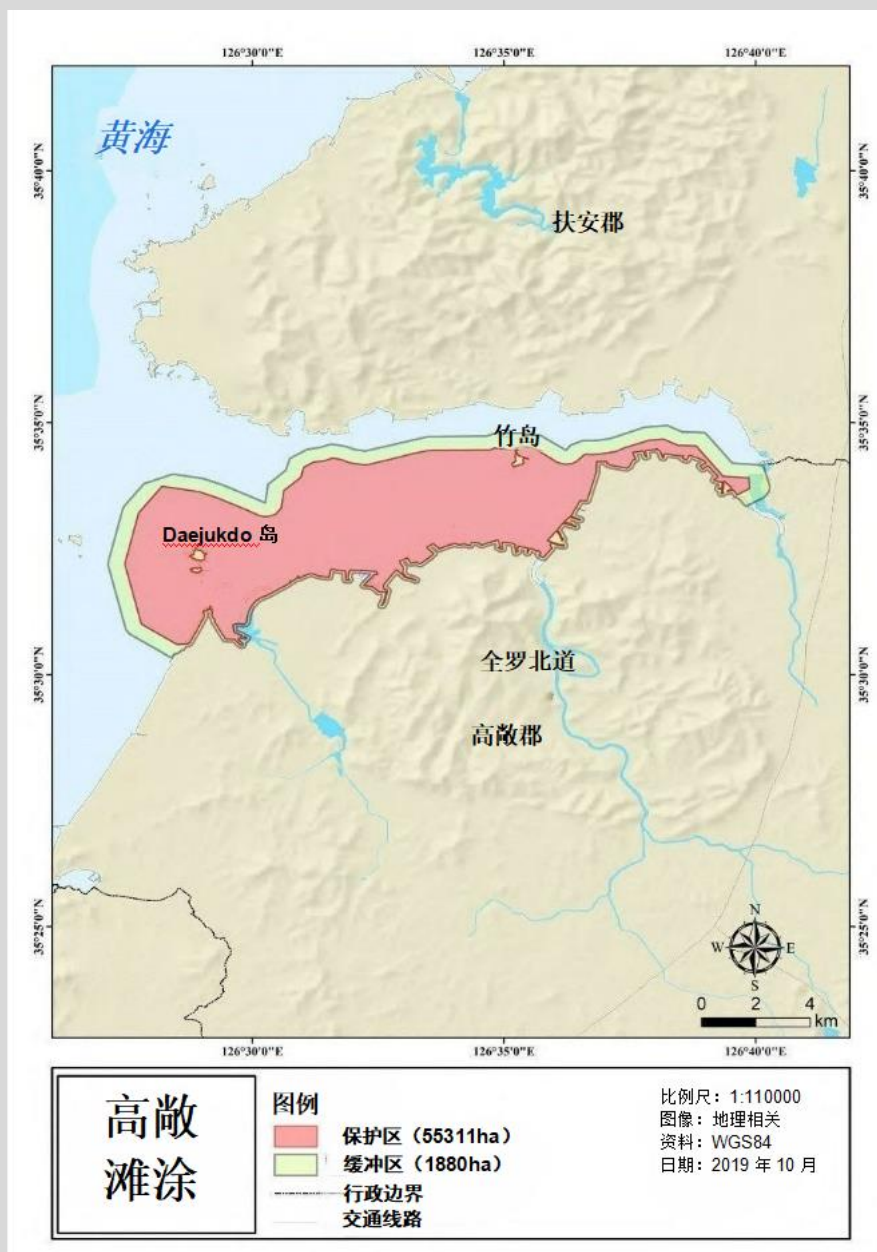 126°30'0"E 126°35'0"E 126°40'0"E
黄海
35°40'0"N 35°40'0"N
扶安郡
35°35'0"N 35°35'0"N
竹岛
Daejukdo 岛
全罗北道
35°30'0"N 35°30'0"N
高敞郡
35°25'0"N 35°25'0"N
N
W E
S
0 2 4
km
126°30'0"E 126°35'0"E 126°40'0"E
高敞
滩涂
图例
保护区（55311ha）
缓冲区（1880ha）
行政边界
交通线路
比例尺：1:110000
图像：地理相关
资料：WGS84
日期：2019 年 10 月